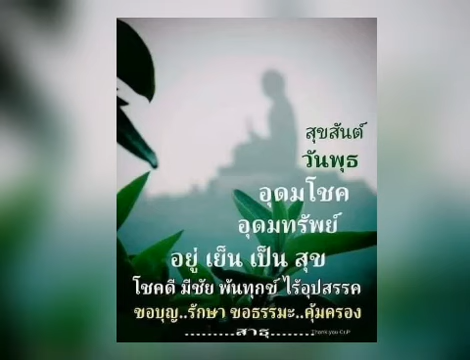 สุขสันต์
วันพุธ
อุดมโชค
อุดมทรัพย์
อยู่ เย็น เป็น สุข
โชคดี มีชัย พ้นทุกข์ ไร้อุปสรรค
ขอบุญ..รักษา ขอธรรมะ..คุ้มครอง
.........สาธุ.........Thank you